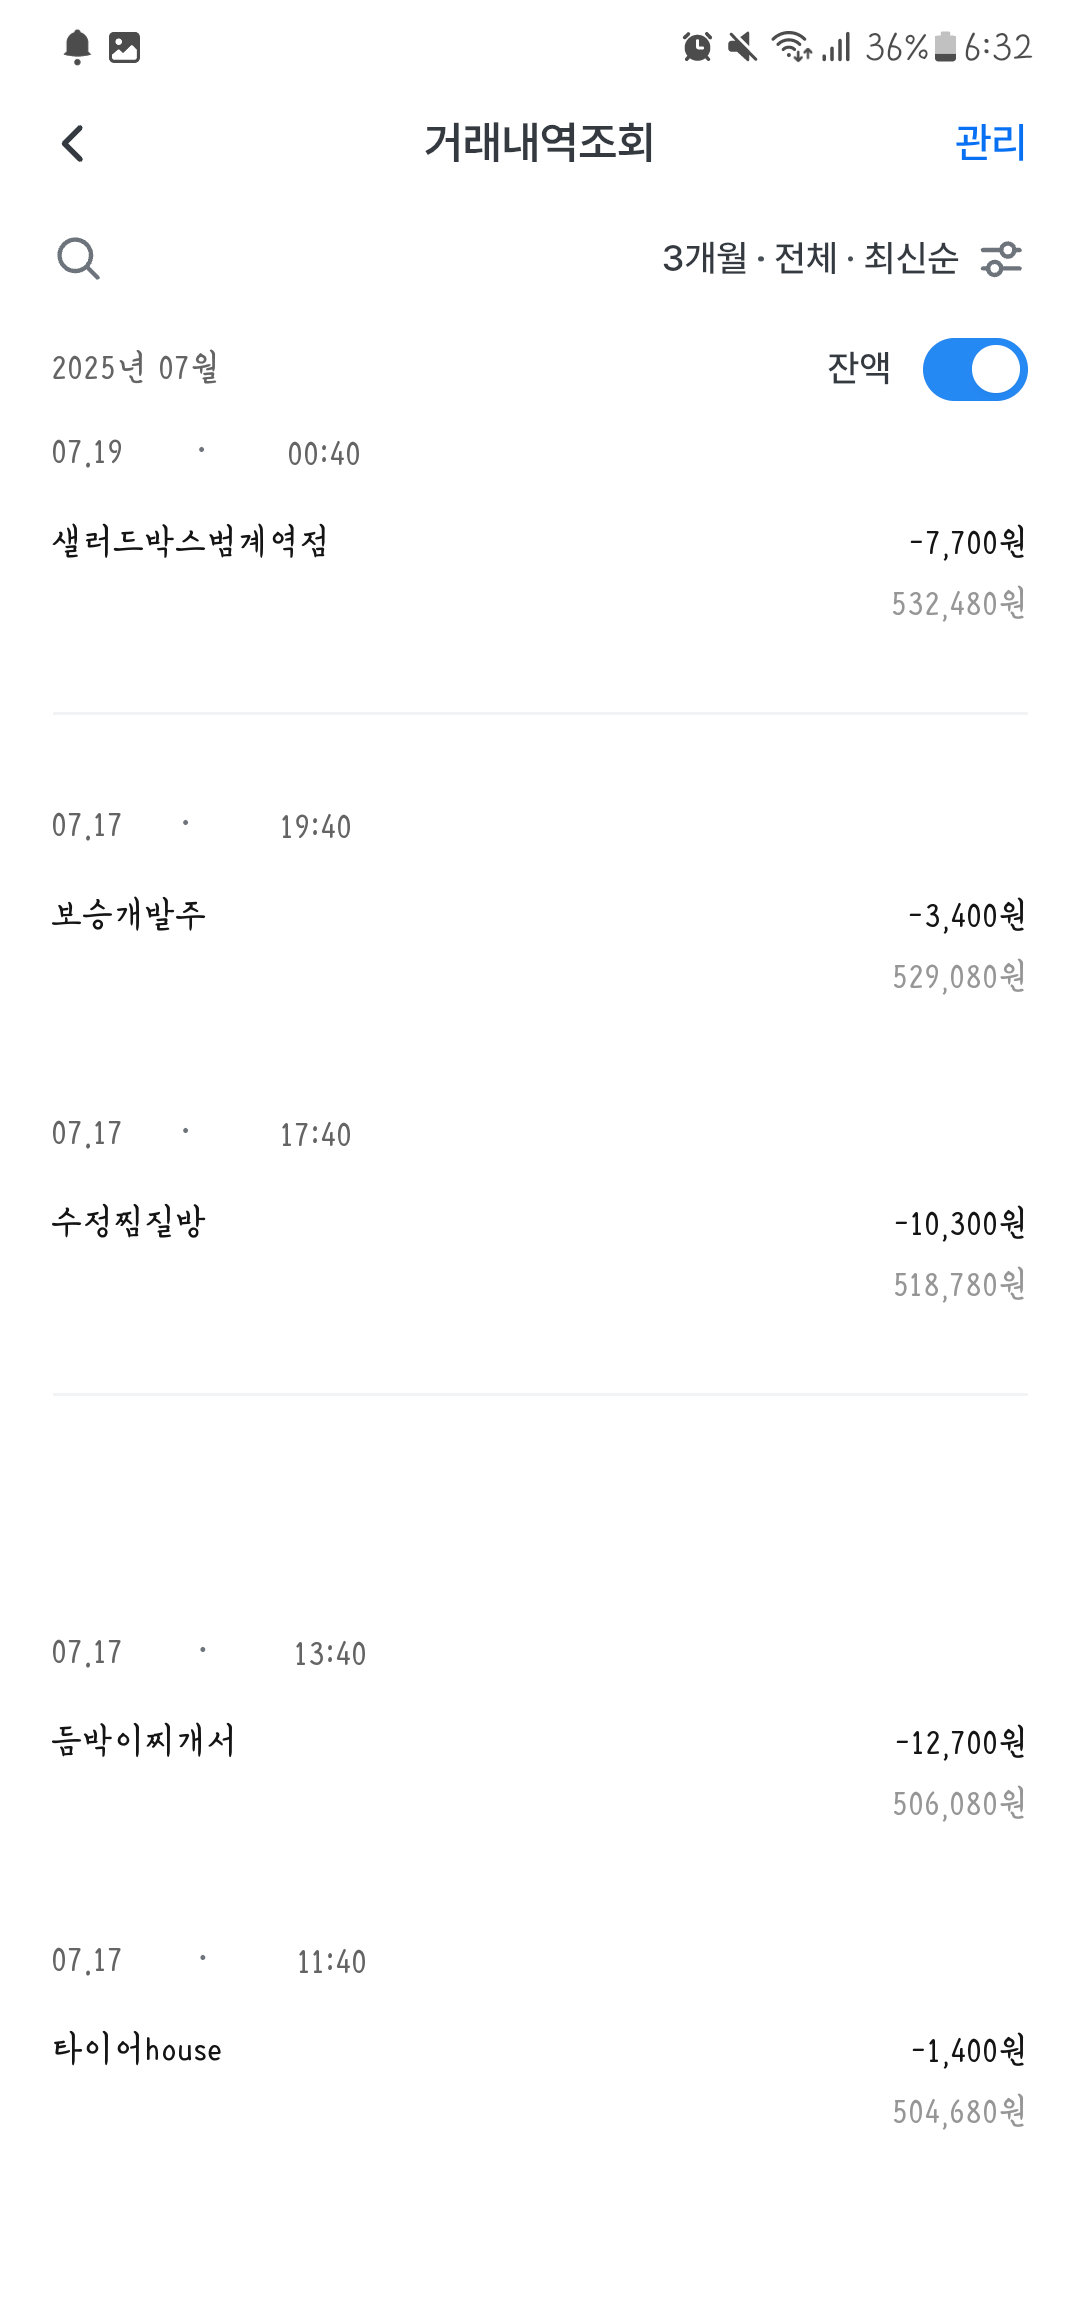 36% 6:32
거래내역조회 관리
3개월 · 전체 · 최신순
2025년 07월 잔액
07.19 · 00:40
샐러드박스범계역점 -7,700원
532,480원
07.17 · 19:40
보승개발주 -3,400원
529,080원
07.17 · 17:40
수정찜질방 -10,300원
518,780원
07.17 · 13:40
듬박이찌개서 -12,700원
506,080원
07.17 · 11:40
타이어house -1,400원
504,680원